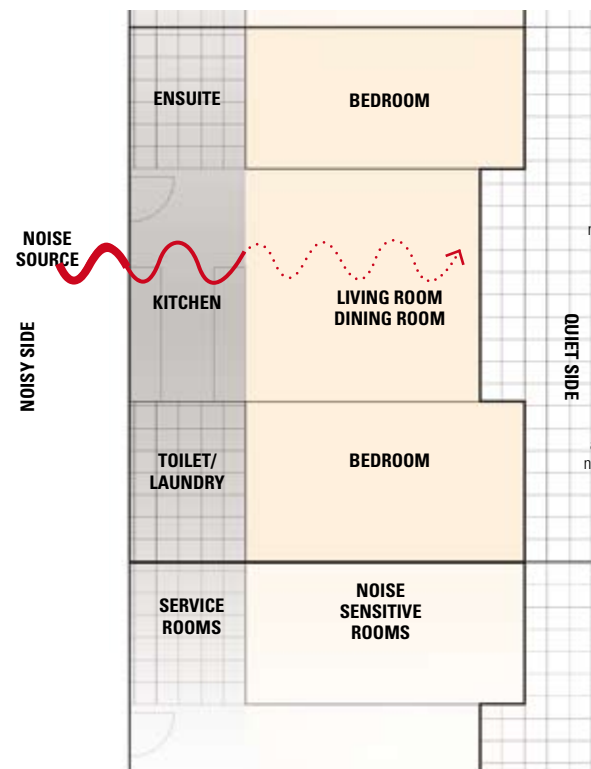 ENSUITE
BEDROOM
NOISE
SOURCE
KITCHEN
LIVING ROOM
DINING ROOM
NOISY SIDE
QUIET SIDE
TOILET/
LAUNDRY
BEDROOM
SERVICE
ROOMS
NOISE
SENSITIVE
ROOMS